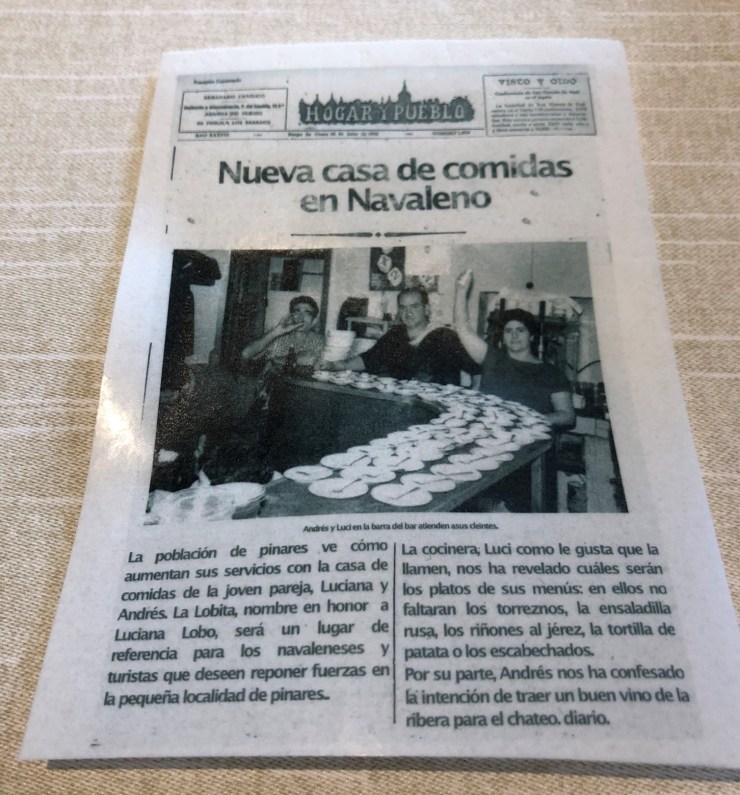 SEMANARIO CATOLICO
HOGAR Y PUEBLO
VISTO Y OIDO
Nueva casa de comidas
en Navaleno
Andrés y Luci en la barra del bar atienden asus cleintes.
La población de pinares ve cómo
aumentan sus servicios con la casa de
comidas de la joven pareja, Luciana y
Andrés. La Lobita, nombre en honor a
Luciana Lobo, será un lugar de
referencia para los navaleneses y
turistas que deseen reponer fuerzas en
la pequeña localidad de pinares..
La cocinera, Luci como le gusta que la
llamen, nos ha revelado cuáles serán
los platos de sus menús: en ellos no
faltaran los torreznos, la ensaladilla
rusa, los riñones al jérez, la tortilla de
patata o los escabechados.
Por su parte, Andrés nos ha confesado
la intención de traer un buen vino de la
ribera para el chateo. diario.